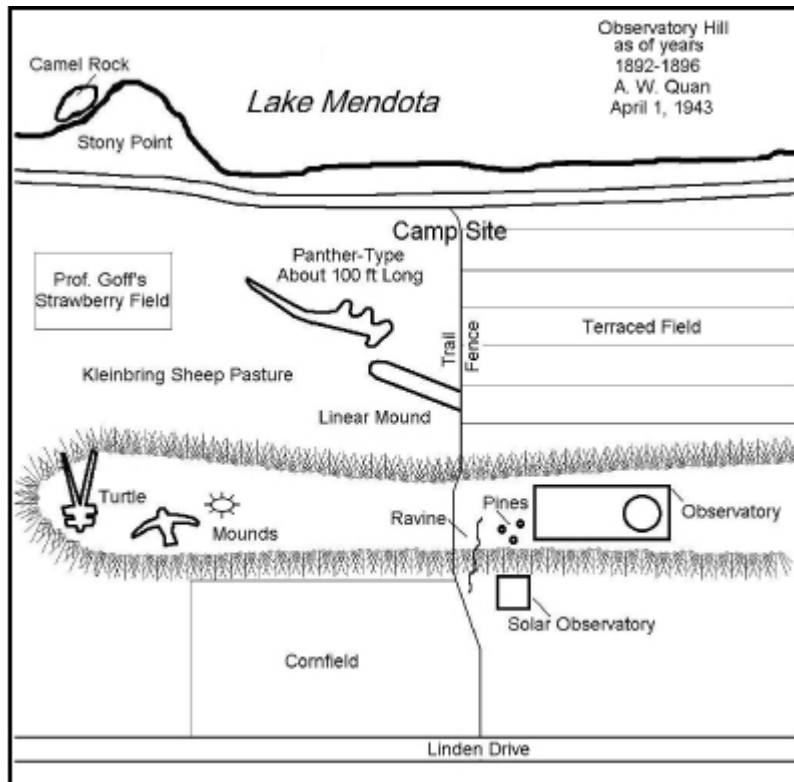 Observatory Hill
as of years
1892-1896
A. W. Quan
April 1, 1943
Camel Rock
Lake Mendota
Stony Point
Camp Site
Panther-Type
About 100 ft Long
Prof. Goff's
Strawberry Field
Trail
Fence
Terraced Field
Kleinbring Sheep Pasture
Linear Mound
Turtle
Mounds
Ravine
Pines
Observatory
Solar Observatory
Cornfield
Linden Drive